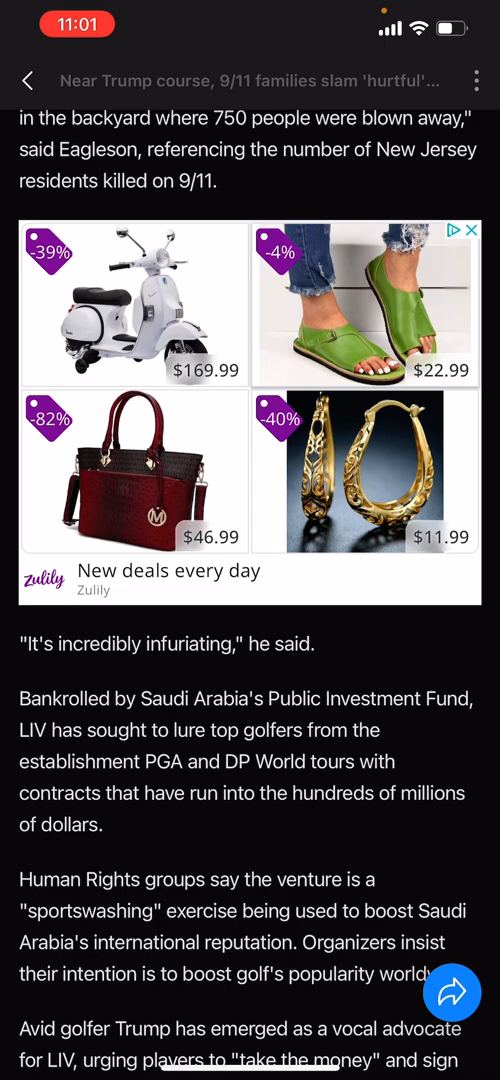 11:01
Near Trump course, 9/11 families slam 'hurtful'...
in the backyard where 750 people were blown away,"
said Eagleson, referencing the number of New Jersey
residents killed on 9/11.
-39%
-4%
$169.99
$22.99
-82%
-40%
M
$46.99
$11.99
zulily
New deals every day
Zulily
"It's incredibly infuriating," he said.
Bankrolled by Saudi Arabia's Public Investment Fund,
LIV has sought to lure top golfers from the
establishment PGA and DP World tours with
contracts that have run into the hundreds of millions
of dollars.
Human Rights groups say the venture is a
"sportswashing" exercise being used to boost Saudi
Arabia's international reputation. Organizers insist
their intention is to boost golf's popularity
Avid golfer Trump has emerged as a vocal advocate
for LIV, urging players to "take the money" and sign